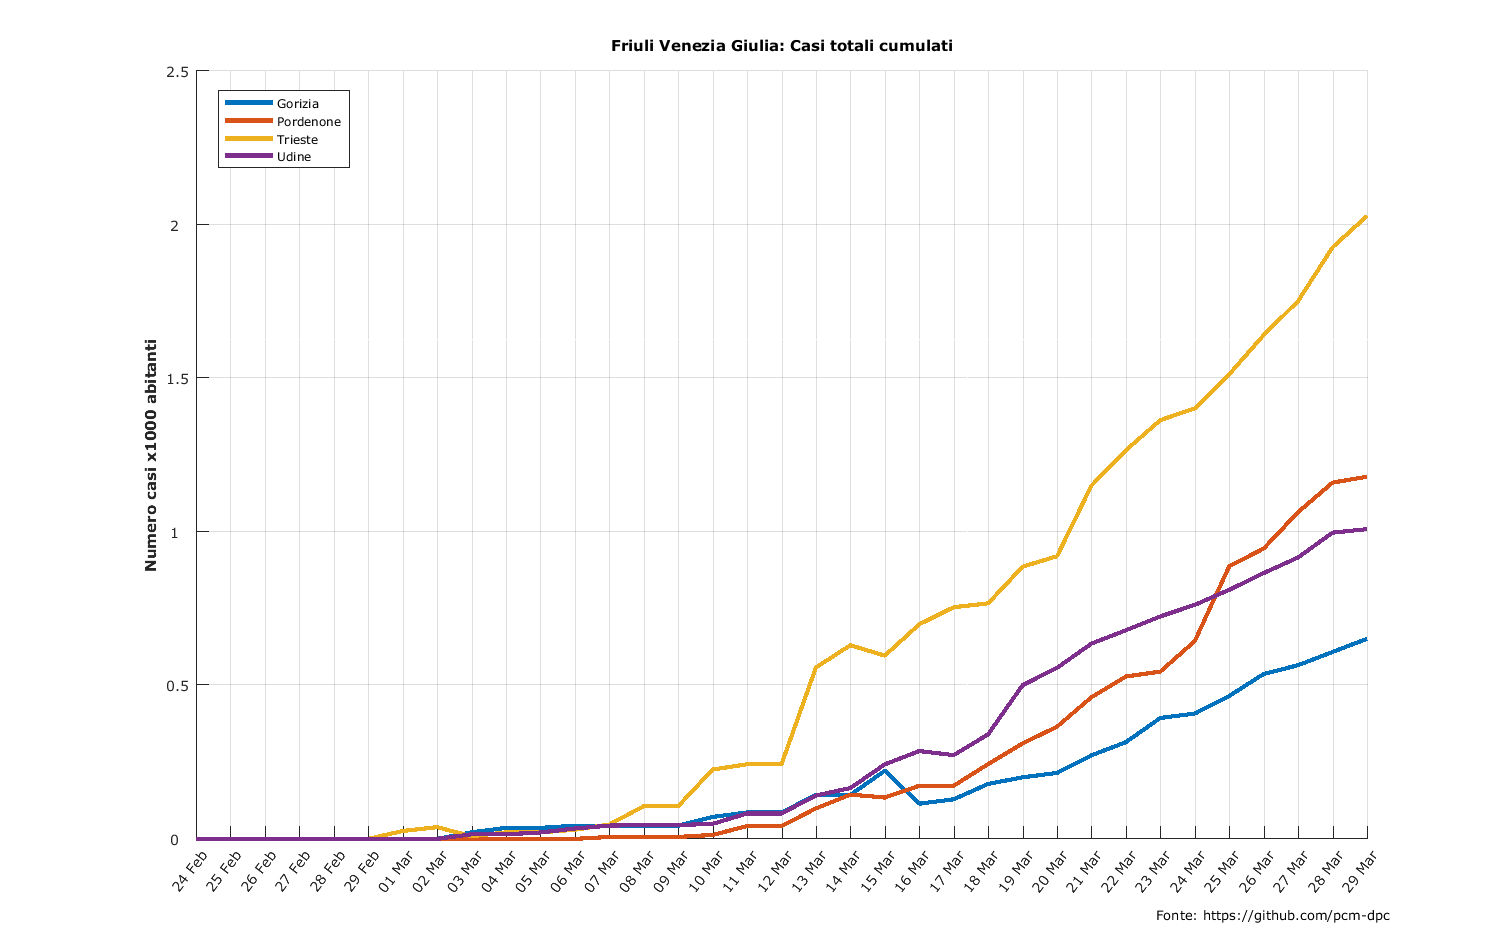 Friuli Venezia Giulia: Casi totali cumulati
2.5
2
1.5
1
0.5
0
Numero casi x1000 abitanti
Gorizia
Pordenone
Trieste
Udine
24 Feb
25 Feb
26 Feb
27 Feb
28 Feb
29 Feb
01 Mar
02 Mar
03 Mar
04 Mar
05 Mar
06 Mar
07 Mar
08 Mar
09 Mar
10 Mar
11 Mar
12 Mar
13 Mar
14 Mar
15 Mar
16 Mar
17 Mar
18 Mar
19 Mar
20 Mar
21 Mar
22 Mar
23 Mar
24 Mar
25 Mar
26 Mar
27 Mar
28 Mar
29 Mar
Fonte: https://github.com/pcm-dpc